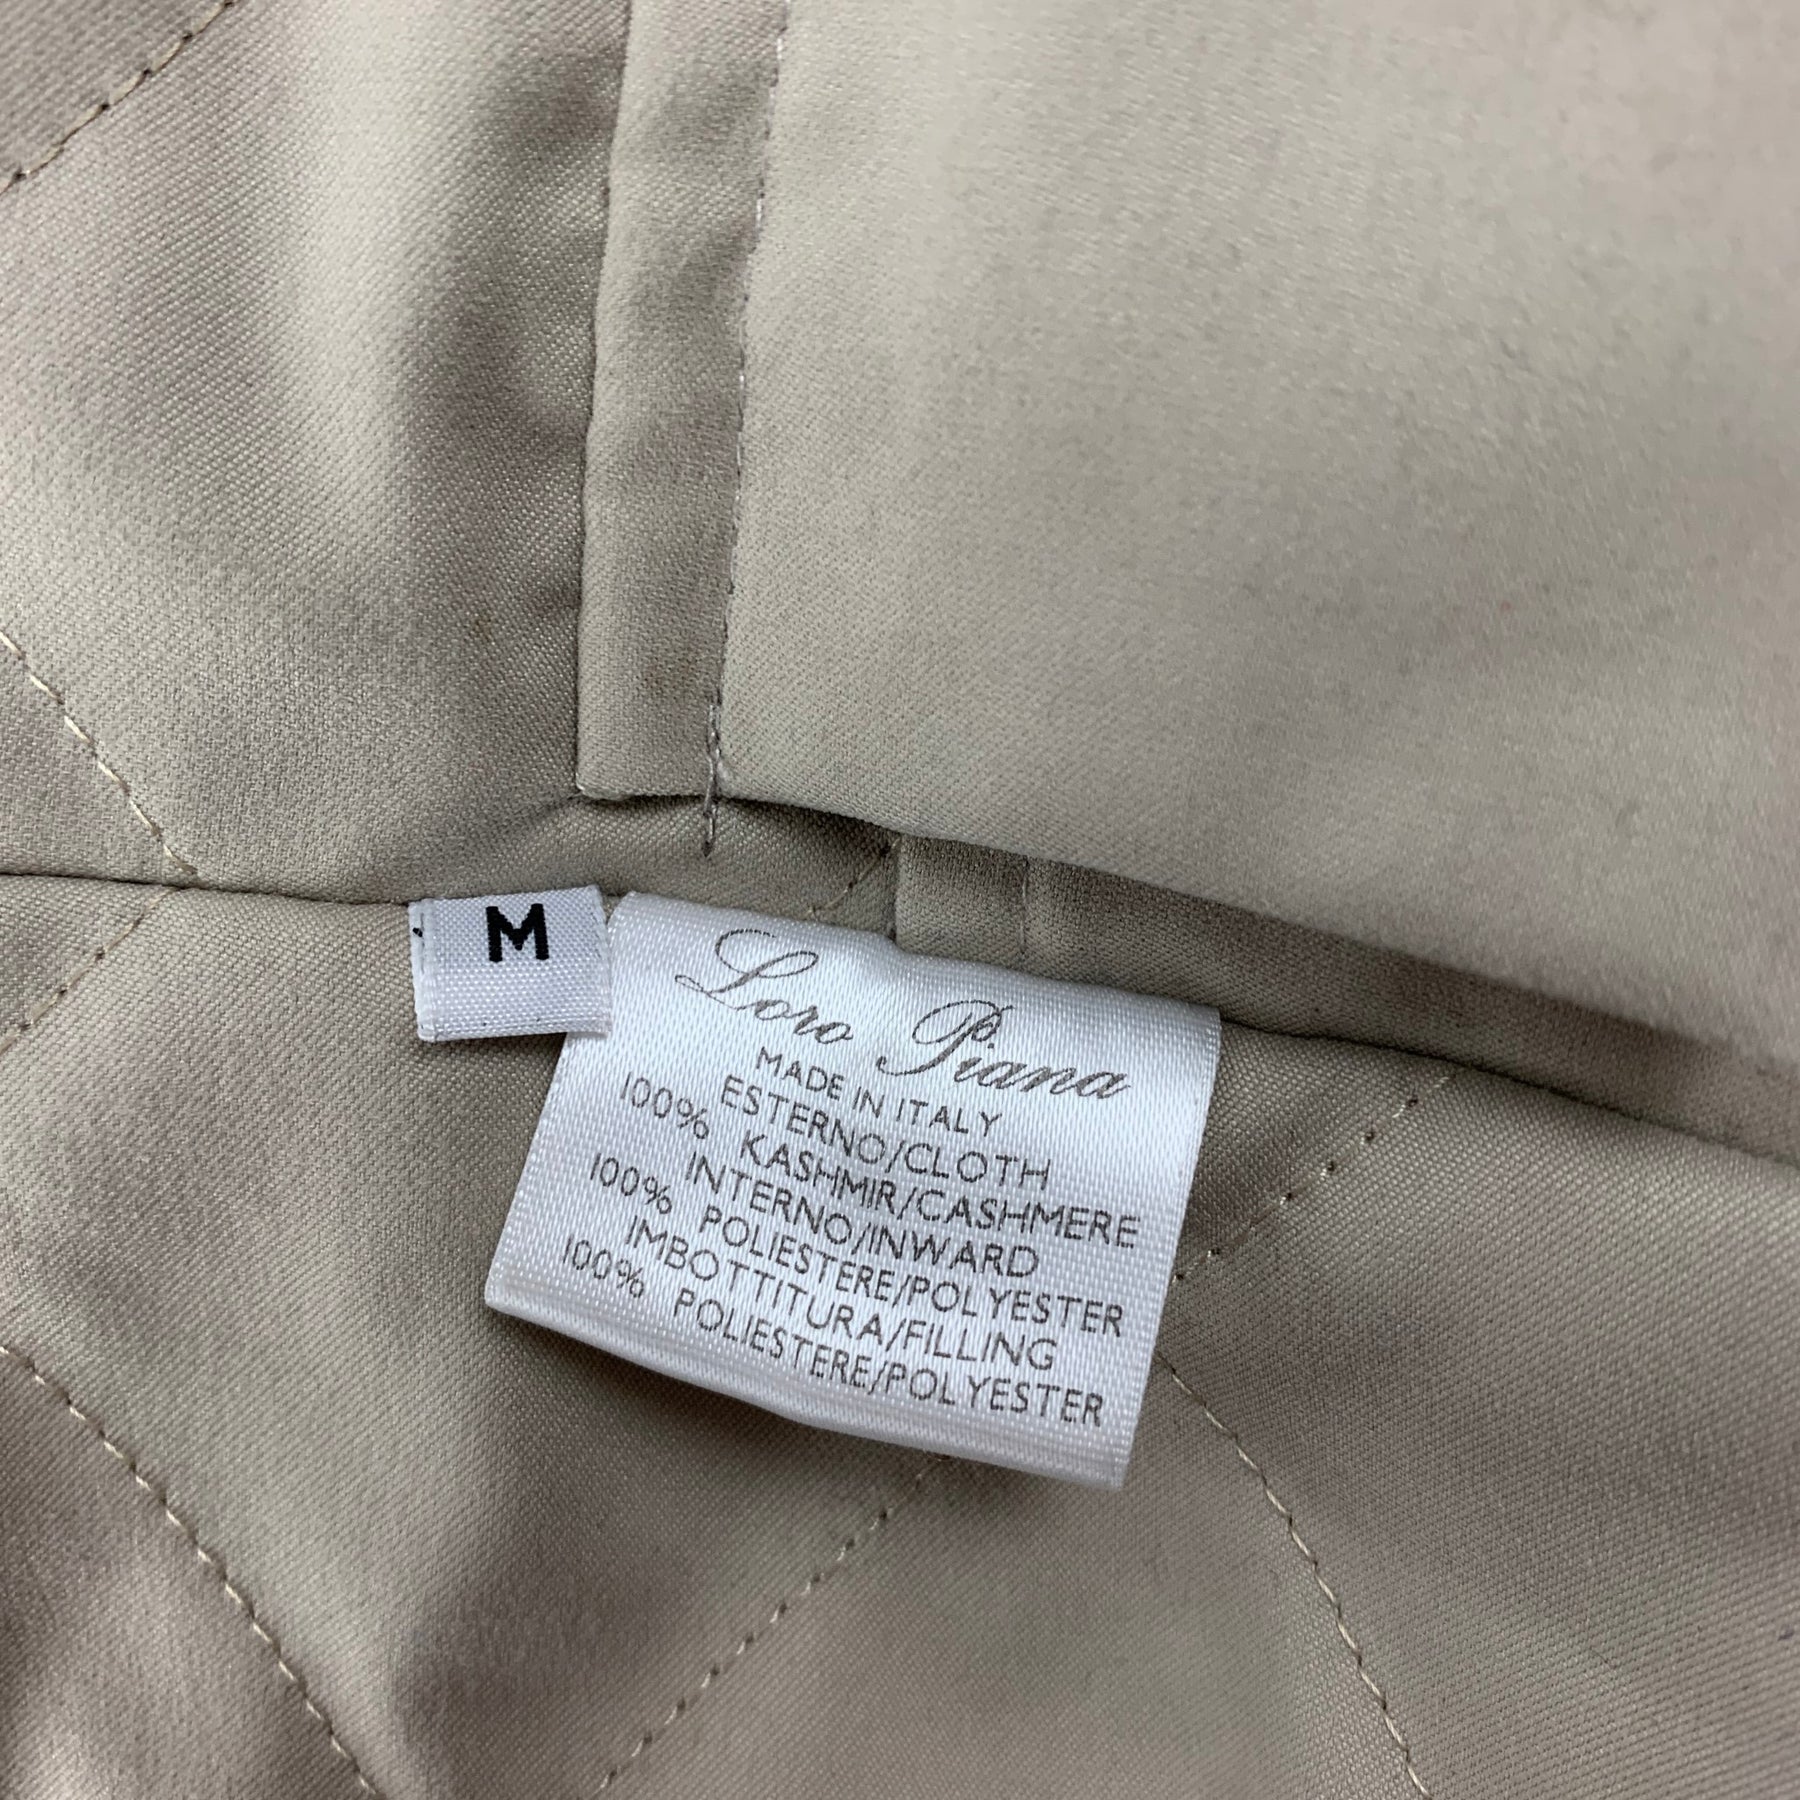 M
Loro Piana
MADE IN ITALY
ESTERNO/CLOTH
100% KASHMIR/CASHMERE
INTERNO/INWARD
100% POLIESTERE/POLYESTER
IMBOTTITURA/FILLING
100% POLIESTERE/POLYESTER